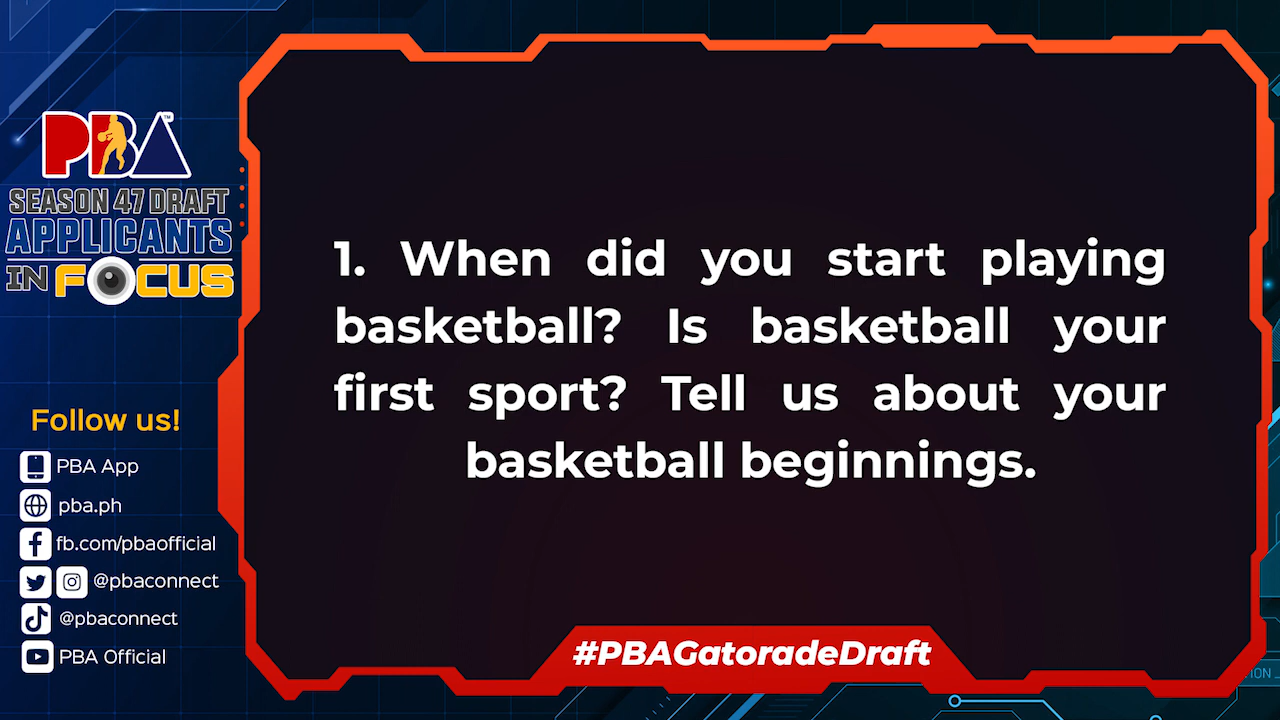 PBA
TM
SEASON 47 DRAFT
APPLICANTS
IN FOCUS
Follow us!
PBA App
pba.ph
fb.com/pbaofficial
@pbaconnect
@pbaconnect
PBA Official
1. When did you start playing
basketball? Is basketball your
first sport? Tell us about your
basketball beginnings.
#PBAGatoradeDraft